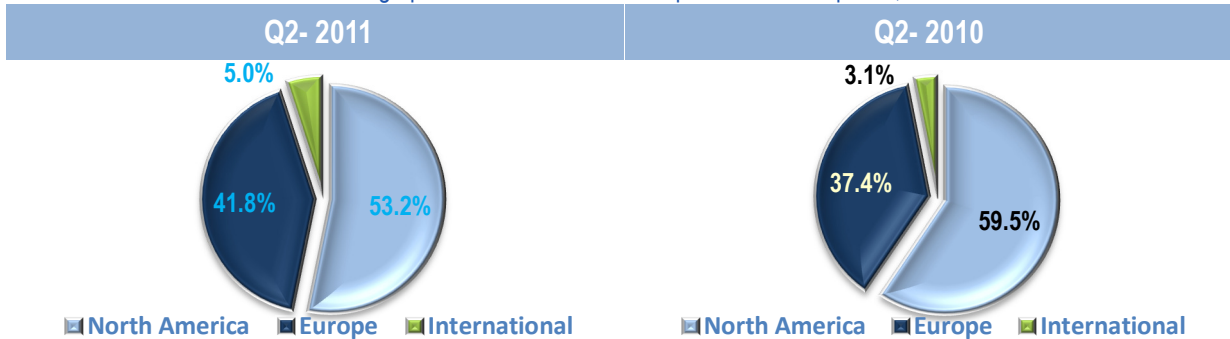 Q2- 2011
Q2- 2010
5.0%
41.8%
53.2%
3.1%
37.4%
59.5%
North America Europe International
North America Europe International